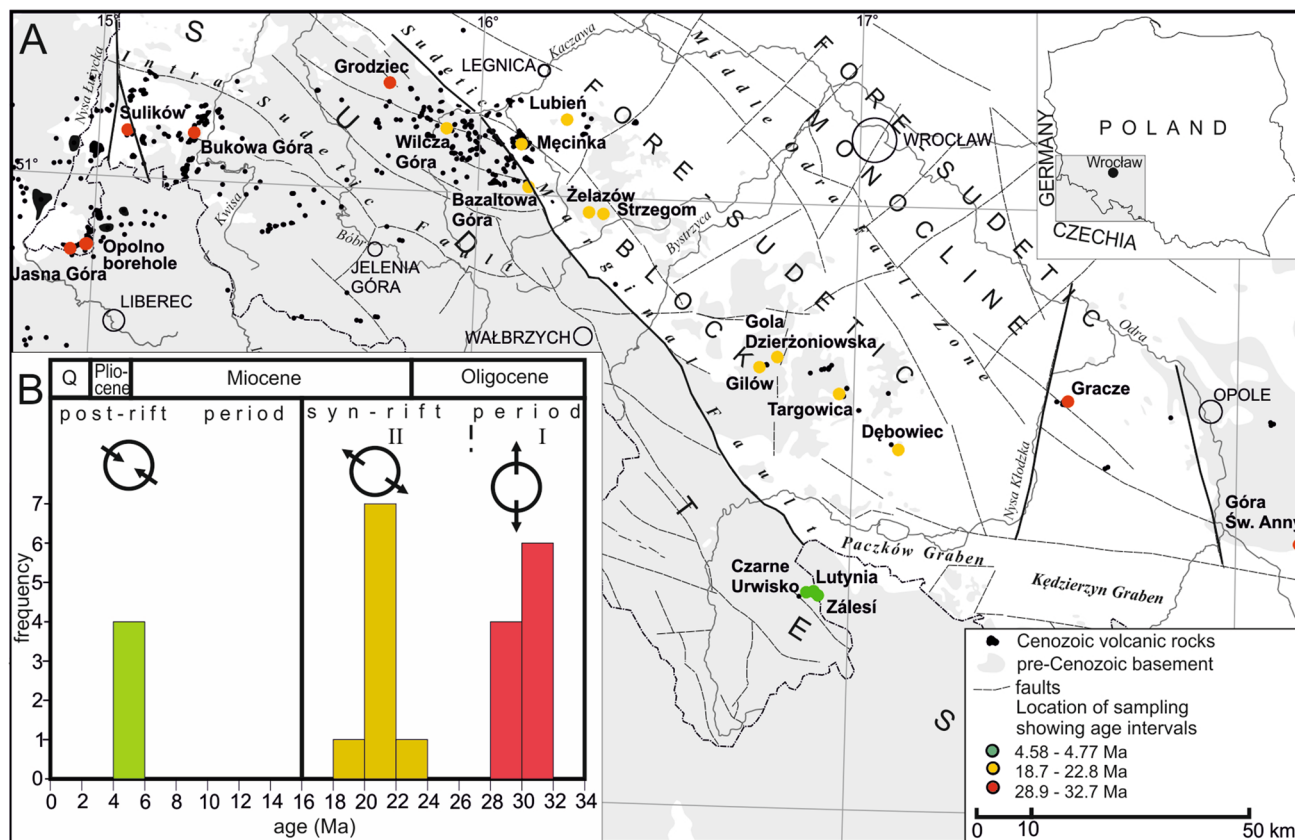 A
15°
16°
17°
S
U
D
E
T
E
S
Nysa Łużycka
Intra-Sudetic Fault
Sudetic Marginal Fault
Grodziec
LEGNICA
Kaczawa
Lubień
Sulików
Bukowa Góra
Wilcza
Góra
Męcinka
51°
Bazaltowa
Góra
Żelazów
Strzegom
Kwisa
Bóbr
Bystrzyca
Opolno
borehole
Jasna Góra
LIBEREC
JELENIA
GÓRA
WAŁBRZYCH
FORE-SUDETIC
BLOCK
FORE-SUDETIC
MONOCLINE
Middle Odra Fault Zone
WROCŁAW
POLAND
Wrocław
GERMANY
CZECHIA
Gola
Dzierżoniowska
Gilów
Targowica
Dębowiec
Odra
Gracze
OPOLE
Nysa Kłodzka
Góra
Św. Anny
Paczków Graben
Kędzierzyn Graben
Czarne
Urwisko
Lutynia
Zálesí
Cenozoic volcanic rocks
pre-Cenozoic basement
faults
Location of sampling
showing age intervals
4.58 - 4.77 Ma
18.7 - 22.8 Ma
28.9 - 32.7 Ma
0 10 50 km
B
Q
Plio-
cene
Miocene
Oligocene
post-rift period
syn-rift period
II
I
frequency
7
6
5
4
3
2
1
0
0 2 4 6 8 10 12 14 16 18 20 22 24 26 28 30 32 34
age (Ma)